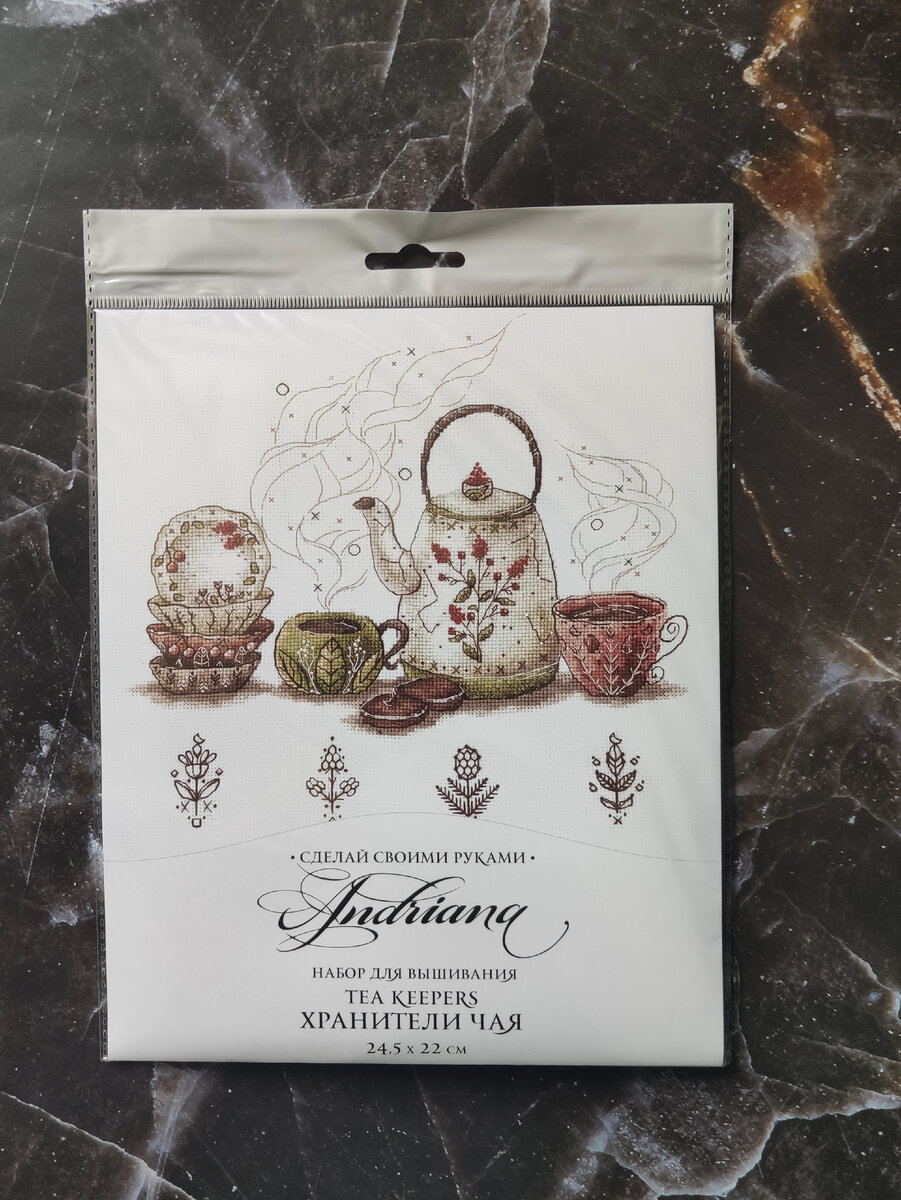 • СДЕЛАЙ СВОИМИ РУКАМИ •
Andriana
НАБОР ДЛЯ ВЫШИВАНИЯ
TEA KEEPERS
ХРАНИТЕЛИ ЧАЯ
24,5 X 22 СМ